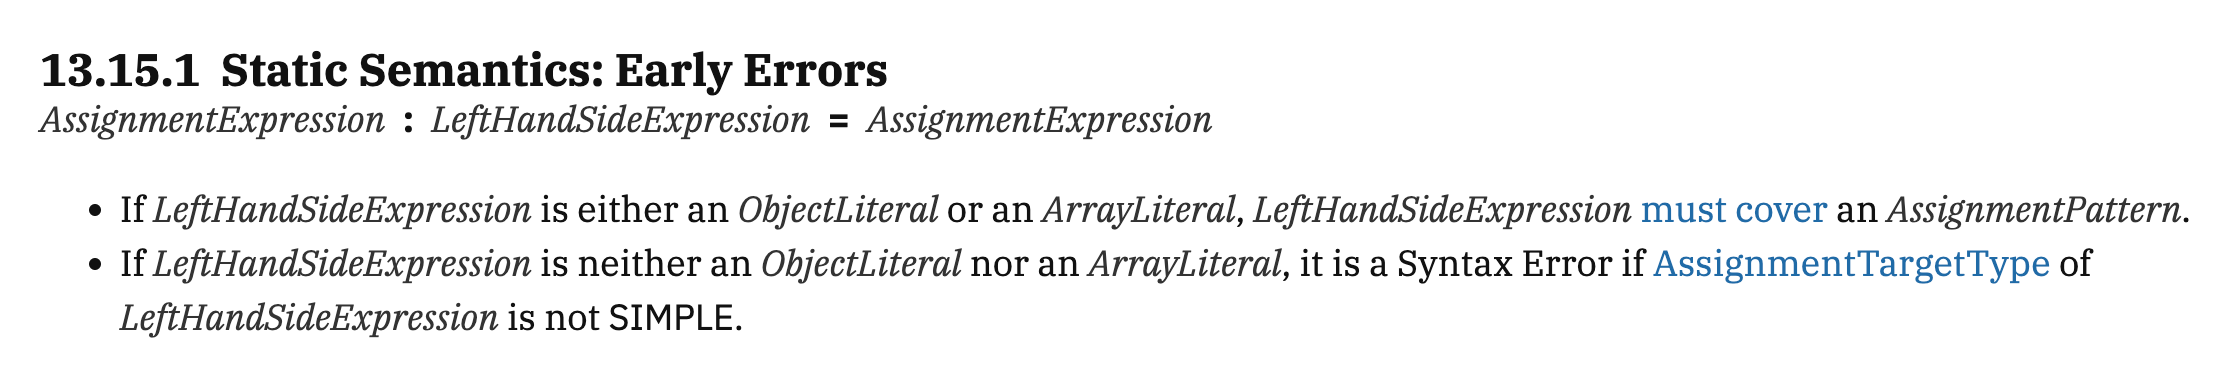 13.15.1 Static Semantics: Early Errors
AssignmentExpression : LeftHandSideExpression = AssignmentExpression
• If LeftHandSideExpression is either an ObjectLiteral or an ArrayLiteral, LeftHandSideExpression must cover an AssignmentPattern.
• If LeftHandSideExpression is neither an ObjectLiteral nor an ArrayLiteral, it is a Syntax Error if AssignmentTargetType of
LeftHandSideExpression is not SIMPLE.